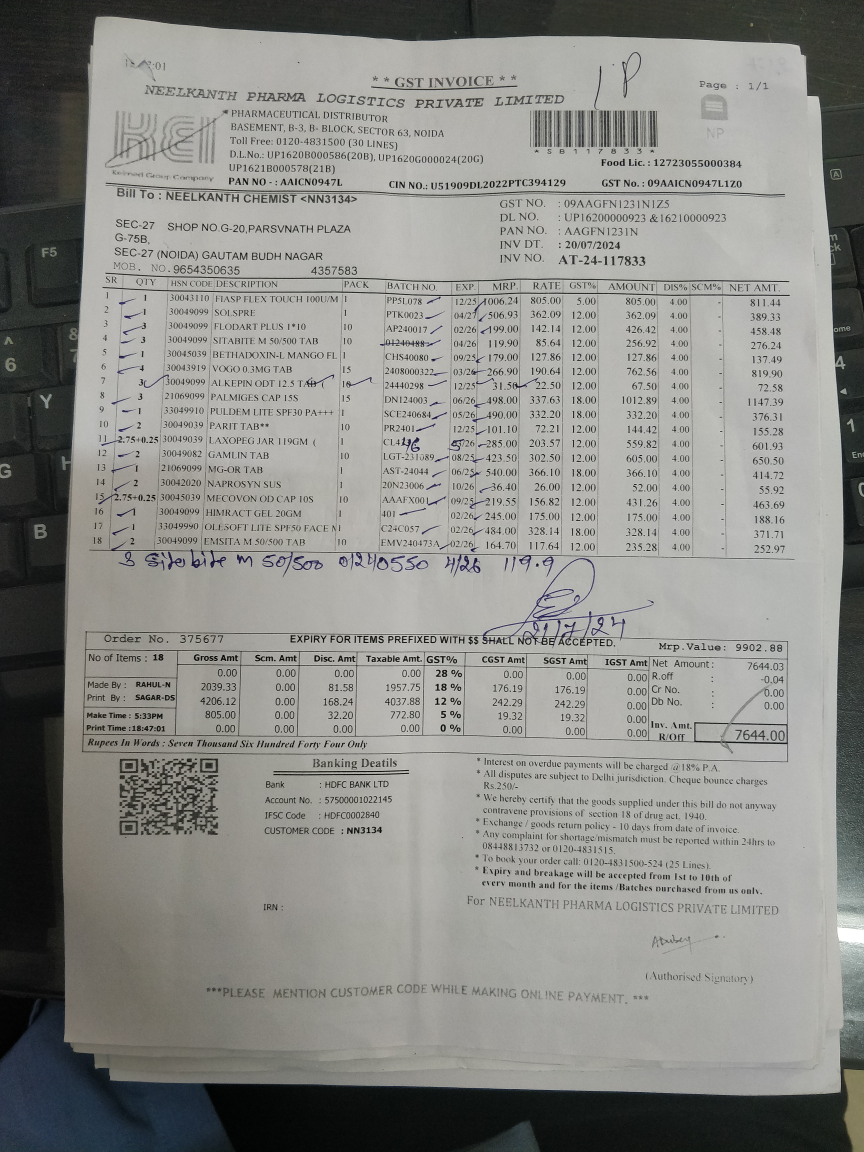 ** GST INVOICE **
1P
Page : 1/1
NEELKANTH PHARMA LOGISTICS PRIVATE LIMITED
KEI
Keimed Group Company
NP
*PHARMACEUTICAL DISTRIBUTOR
BASEMENT, B-3, B- BLOCK, SECTOR 63, NOIDA
Toll Free: 0120-4831500 (30 LINES)
D.L.No.: UP1620B000586(20B), UP1620G000024(20G)
UP1621B000578(21B)
*S8117833*
Food Lic. : 12723055000384
PAN NO - : AAICN0947L CIN NO.: U51909DL2022PTC394129 GST No. : 09AAICN0947L1Z0
Bill To : NEELKANTH CHEMIST <NN3134>
SEC-27 SHOP NO.G-20,PARSVNATH PLAZA
G-75B,
SEC-27 (NOIDA) GAUTAM BUDH NAGAR
MOB. NO.9654350635 4357583
GST NO. : 09AAGFN1231N1Z5
DL NO. : UP16200000923 &16210000923
PAN NO. : AAGFN1231N
INV DT. : 20/07/2024
INV NO. AT-24-117833
SR QTY HSN CODE DESCRIPTION PACK BATCH NO. EXP MRP. RATE GST% AMOUNT DIS% SCM% NET AMT.
1 1 30043110 FIASP FLEX TOUCH 100U/M 1 PP5L078 12/25 1006.24 805.00 5.00 805.00 4.00 - 811.44
2 1 30049099 SOLSPRE 1 PTK0023 04/27 506.93 362.09 12.00 362.09 4.00 - 389.33
3 3 30049099 FLODART PLUS 1*10 10 AP240017 02/26 199.00 142.14 12.00 426.42 4.00 - 458.48
4 3 30049099 SITABITE M 50/500 TAB 10 01240488 04/26 119.90 85.64 12.00 256.92 4.00 - 276.24
5 1 30045039 BETHADOXIN-L MANGO FL 1 CHS40080 09/25 179.00 127.86 12.00 127.86 4.00 - 137.49
6 4 30043919 VOGO 0.3MG TAB 15 2408000322 03/26 266.90 190.64 12.00 762.56 4.00 - 819.90
7 3 30049099 ALKEPIN ODT 12.5 TAB ( 10 24440298 12/25 31.50 22.50 12.00 67.50 4.00 - 72.58
8 3 21069099 PALMIGES CAP 15S 15 DN124003 06/26 498.00 337.63 18.00 1012.89 4.00 - 1147.39
9 1 33049910 PULDEM LITE SPF30 PA+++ 1 SCE240684 05/26 490.00 332.20 18.00 332.20 4.00 - 376.31
10 2 30049039 PARIT TAB** 10 PR2401 12/25 101.10 72.21 12.00 144.42 4.00 - 155.28
11 2.75+0.25 30049039 LAXOPEG JAR 119GM ( 1 CL4 /26 285.00 203.57 12.00 559.82 4.00 - 601.93
12 2 30049082 GAMLIN TAB 10 LGT-231089 08/25 423.50 302.50 12.00 605.00 4.00 - 650.50
13 1 21069099 MG-OR TAB 1 AST-24044 06/25 540.00 366.10 18.00 366.10 4.00 - 414.72
14 2 30042020 NAPROSYN SUS 1 20N23006 10/26 36.40 26.00 12.00 52.00 4.00 - 55.92
15 2.75+0.25 30045039 MECOVON OD CAP 10S 10 AAAFX001 09/25 219.55 156.82 12.00 431.26 4.00 - 463.69
16 1 30049099 HIMRACT GEL 20GM 1 401 02/26 245.00 175.00 12.00 175.00 4.00 - 188.16
17 1 33049990 OLESOFT LITE SPF50 FACE M 1 C24C057 02/26 484.00 328.14 18.00 328.14 4.00 - 371.71
18 2 30049099 EMSITA M 50/500 TAB 10 EMV240473A 02/26 164.70 117.64 12.00 235.28 4.00 - 252.97
3 Sitabite m 50/500 01240550 4/26 119.9
21/7/24
Order No. 375677 EXPIRY FOR ITEMS PREFIXED WITH $$ SHALL NOT BE ACCEPTED. Mrp.Value: 9902.88
No of Items : 18 Gross Amt Scm. Amt Disc. Amt Taxable Amt. GST% CGST Amt SGST Amt IGST Amt Net Amount : 7644.03
0.00 0.00 0.00 0.00 28 % 0.00 0.00 0.00 R.off : -0.04
Made By : RAHUL-N 2039.33 0.00 81.58 1957.75 18 % 176.19 176.19 0.00 Cr No. : 0.00
Print By : SAGAR-DS 4206.12 0.00 168.24 4037.88 12 % 242.29 242.29 0.00 Db No. : 0.00
Make Time : 5:33PM 805.00 0.00 32.20 772.80 5 % 19.32 19.32 0.00 Inv. Amt.
Print Time :18:47:01 0.00 0.00 0.00 0.00 0 % 0.00 0.00 0.00 R/Off : 7644.00
Rupees In Words : Seven Thousand Six Hundred Forty Four Only
Banking Deatils
Bank : HDFC BANK LTD
Account No. : 57500001022145
IFSC Code : HDFC0002840
CUSTOMER CODE : NN3134
* Interest on overdue payments will be charged @18% P.A.
* All disputes are subject to Delhi jurisdiction. Cheque bounce charges
Rs.250/-
* We hereby certify that the goods supplied under this bill do not anyway
contravene provisions of section 18 of drug act. 1940.
* Exchange / goods return policy - 10 days from date of invoice.
* Any complaint for shortage/mismatch must be reported within 24hrs to
08448813732 or 0120-4831515.
* To book your order call: 0120-4831500-524 (25 Lines).
* Expiry and breakage will be accepted from 1st to 10th of
every month and for the items /Batches purchased from us only.
IRN :
For NEELKANTH PHARMA LOGISTICS PRIVATE LIMITED
ADubey
(Authorised Signatory)
***PLEASE MENTION CUSTOMER CODE WHILE MAKING ONLINE PAYMENT. ***